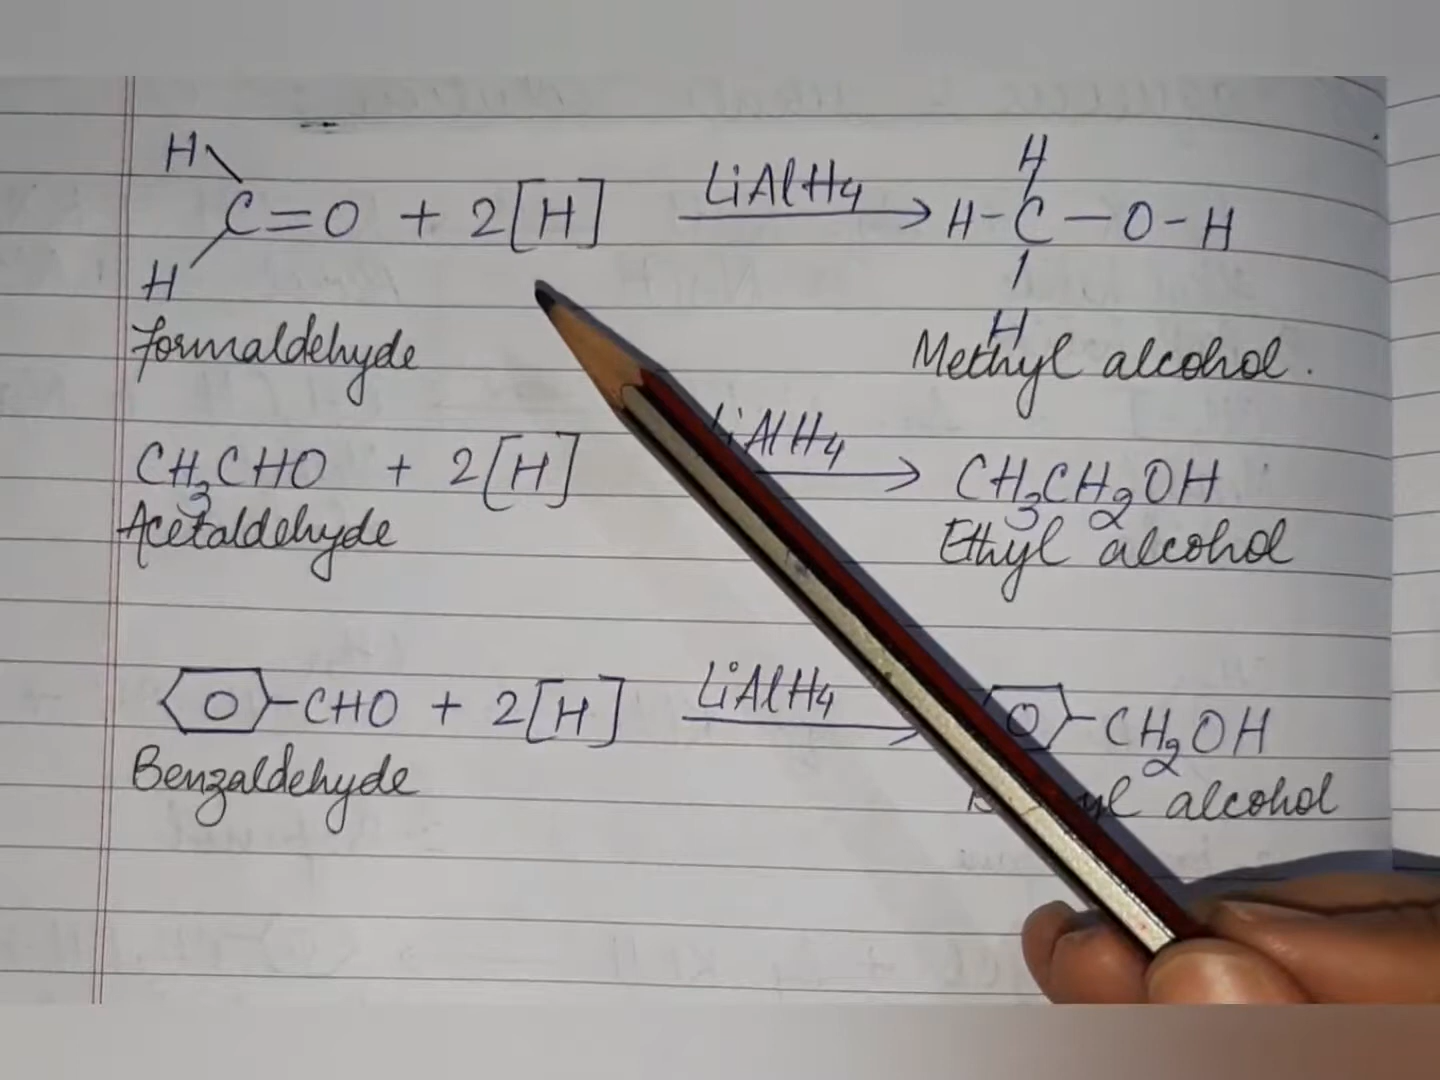 H
H
C=O + 2[H] LiAlH4 H-C-O-H
H
H
Formaldehyde Methyl alcohol.
CH3CHO + 2[H] LiAlH4 CH3CH2OH
Acetaldehyde Ethyl alcohol
-CHO + 2[H] LiAlH4 -CH2OH
Benzaldehyde alcohol